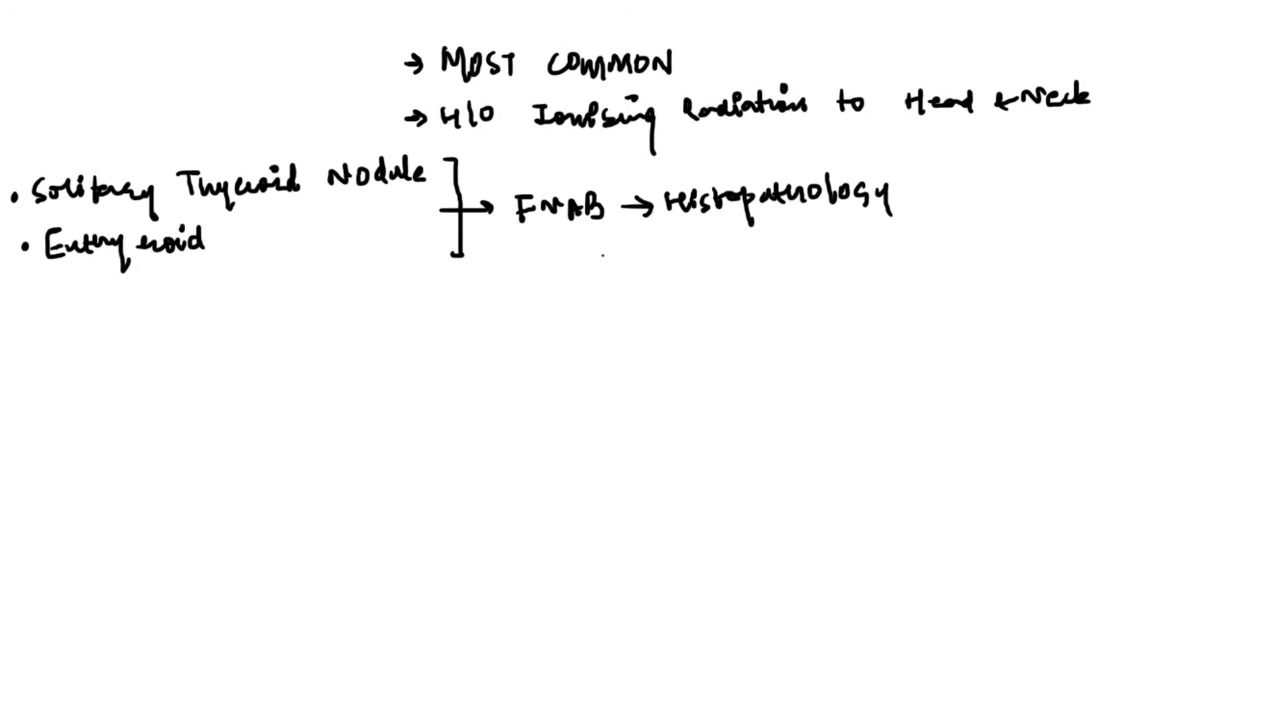 → MOST COMMON
→ H/O Ionising Radiation to Head & Neck
• Solitary Thyroid Nodule
• Euthyroid
→ FNAB → Histopathology